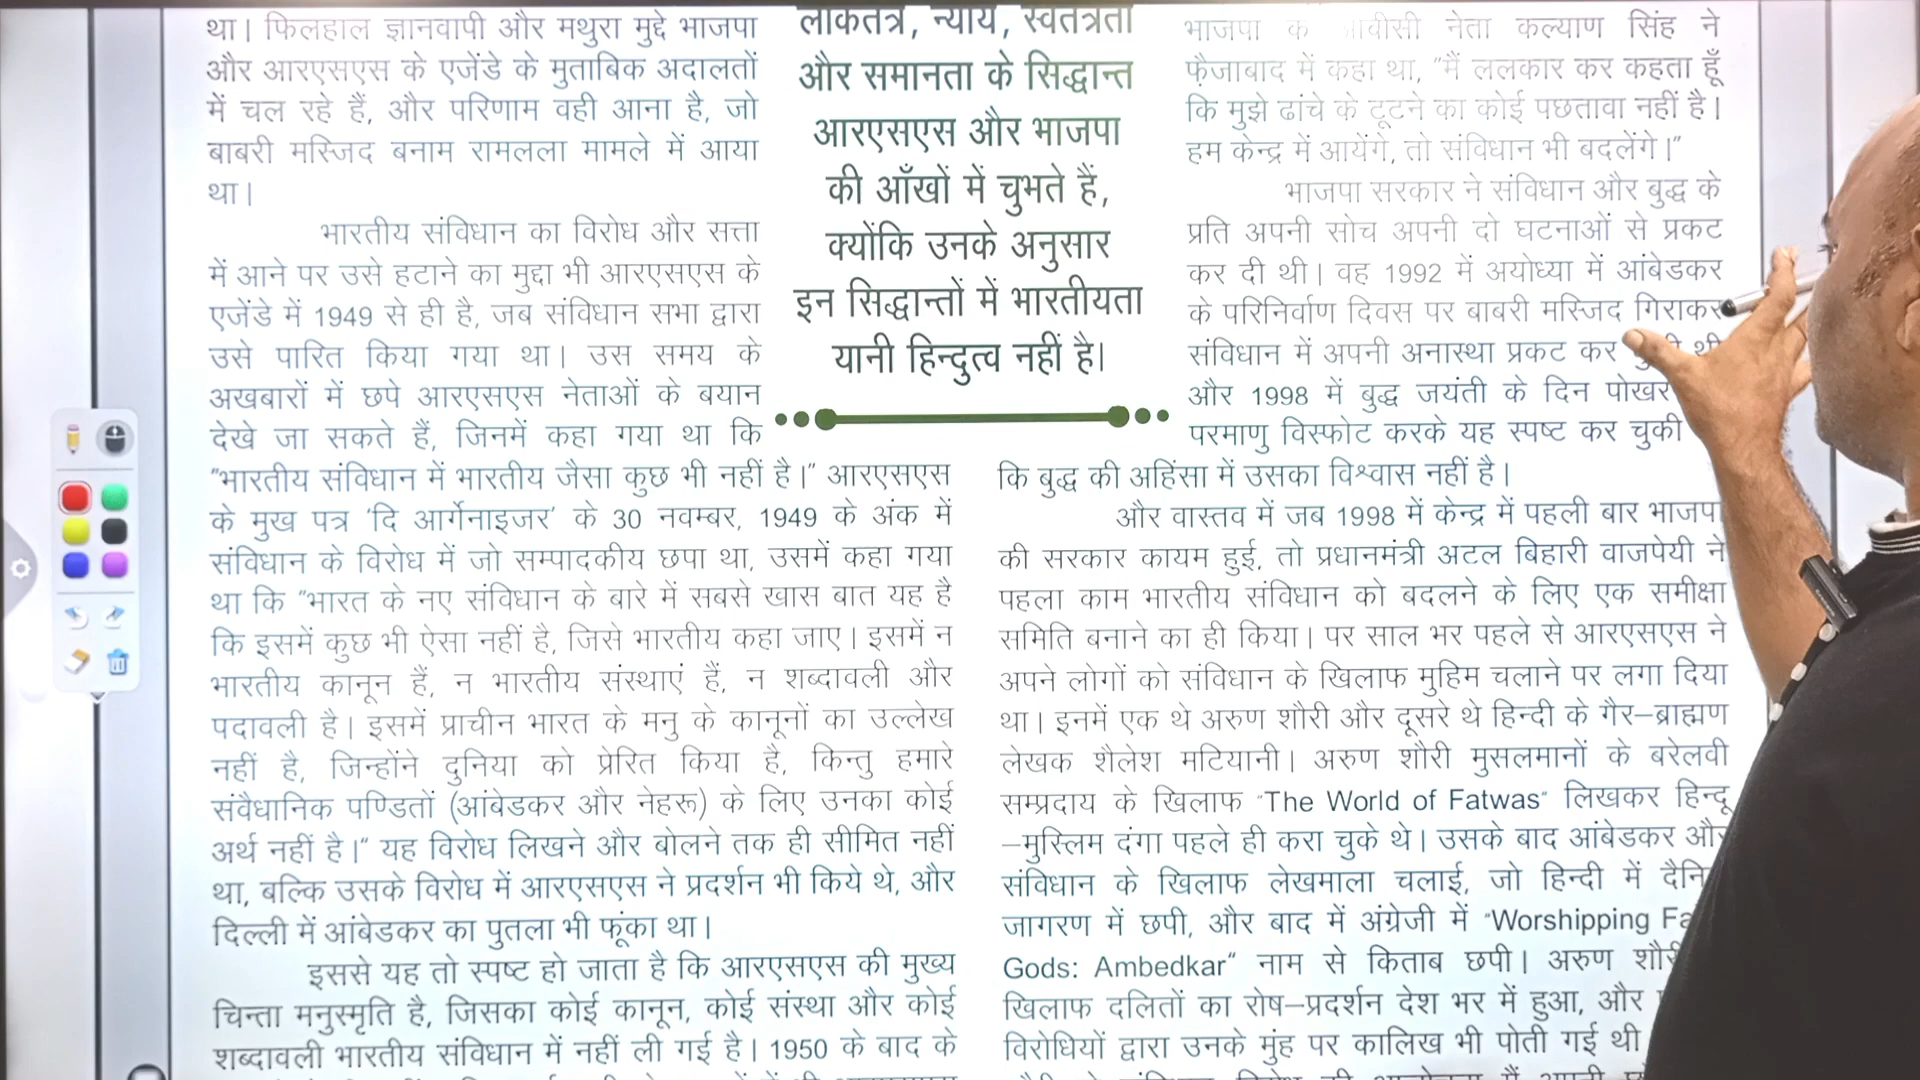 था। फिलहाल ज्ञानवापी और मथुरा मुद्दे भाजपा
और आरएसएस के एजेंडे के मुताबिक अदालतों
में चल रहे हैं, और परिणाम वही आना है, जो
बाबरी मस्जिद बनाम रामलला मामले में आया
था।
भारतीय संविधान का विरोध और सत्ता
में आने पर उसे हटाने का मुद्दा भी आरएसएस के
एजेंडे में 1949 से ही है, जब संविधान सभा द्वारा
उसे पारित किया गया था। उस समय के
अखबारों में छपे आरएसएस नेताओं के बयान
देखे जा सकते हैं, जिनमें कहा गया था कि
"भारतीय संविधान में भारतीय जैसा कुछ भी नहीं है।" आरएसएस
के मुख पत्र 'दि आर्गेनाइजर' के 30 नवम्बर, 1949 के अंक में
संविधान के विरोध में जो सम्पादकीय छपा था, उसमें कहा गया
था कि "भारत के नए संविधान के बारे में सबसे खास बात यह है
कि इसमें कुछ भी ऐसा नहीं है, जिसे भारतीय कहा जाए। इसमें न
भारतीय कानून हैं, न भारतीय संस्थाएं हैं, न शब्दावली और
पदावली है। इसमें प्राचीन भारत के मनु के कानूनों का उल्लेख
नहीं है, जिन्होंने दुनिया को प्रेरित किया है, किन्तु हमारे
संवैधानिक पण्डितों (आंबेडकर और नेहरू) के लिए उनका कोई
अर्थ नहीं है।" यह विरोध लिखने और बोलने तक ही सीमित नहीं
था, बल्कि उसके विरोध में आरएसएस ने प्रदर्शन भी किये थे, और
दिल्ली में आंबेडकर का पुतला भी फूंका था।
इससे यह तो स्पष्ट हो जाता है कि आरएसएस की मुख्य
चिन्ता मनुस्मृति है, जिसका कोई कानून, कोई संस्था और कोई
शब्दावली भारतीय संविधान में नहीं ली गई है। 1950 के बाद के
लोकतंत्र, न्याय, स्वतंत्रता
और समानता के सिद्धान्त
आरएसएस और भाजपा
की आँखों में चुभते हैं,
क्योंकि उनके अनुसार
इन सिद्धान्तों में भारतीयता
यानी हिन्दुत्व नहीं है।
भाजपा के नेता कल्याण सिंह ने
फ़ैजाबाद में कहा था, "मैं ललकार कर कहता हूँ
कि मुझे ढांचे के टूटने का कोई पछतावा नहीं है।
हम केन्द्र में आयेंगे, तो संविधान भी बदलेंगे।"
भाजपा सरकार ने संविधान और बुद्ध के
प्रति अपनी सोच अपनी दो घटनाओं से प्रकट
कर दी थी। वह 1992 में अयोध्या में आंबेडकर
के परिनिर्वाण दिवस पर बाबरी मस्जिद गिराकर
संविधान में अपनी अनास्था प्रकट कर थी
और 1998 में बुद्ध जयंती के दिन
परमाणु विस्फोट करके यह स्पष्ट कर चुकी
कि बुद्ध की अहिंसा में उसका विश्वास नहीं है।
और वास्तव में जब 1998 में केन्द्र में पहली बार भाजपा
की सरकार कायम हुई, तो प्रधानमंत्री अटल बिहारी वाजपेयी ने
पहला काम भारतीय संविधान को बदलने के लिए एक समीक्षा
समिति बनाने का ही किया। पर साल भर पहले से आरएसएस ने
अपने लोगों को संविधान के खिलाफ मुहिम चलाने पर लगा दिया
था। इनमें एक थे अरुण शौरी और दूसरे थे हिन्दी के गैर–ब्राह्मण
लेखक शैलेश मटियानी। अरुण शौरी मुसलमानों के बरेलवी
सम्प्रदाय के खिलाफ "The World of Fatwas" लिखकर हिन्दू
–मुस्लिम दंगा पहले ही करा चुके थे। उसके बाद आंबेडकर और
संविधान के खिलाफ लेखमाला चलाई, जो हिन्दी में
जागरण में छपी, और बाद में अंग्रेजी में "Worshipping
Gods: Ambedkar" नाम से किताब छपी। अरुण
खिलाफ दलितों का रोष–प्रदर्शन देश भर में हुआ, और
विरोधियों द्वारा उनके मुंह पर कालिख भी पोती गई थी